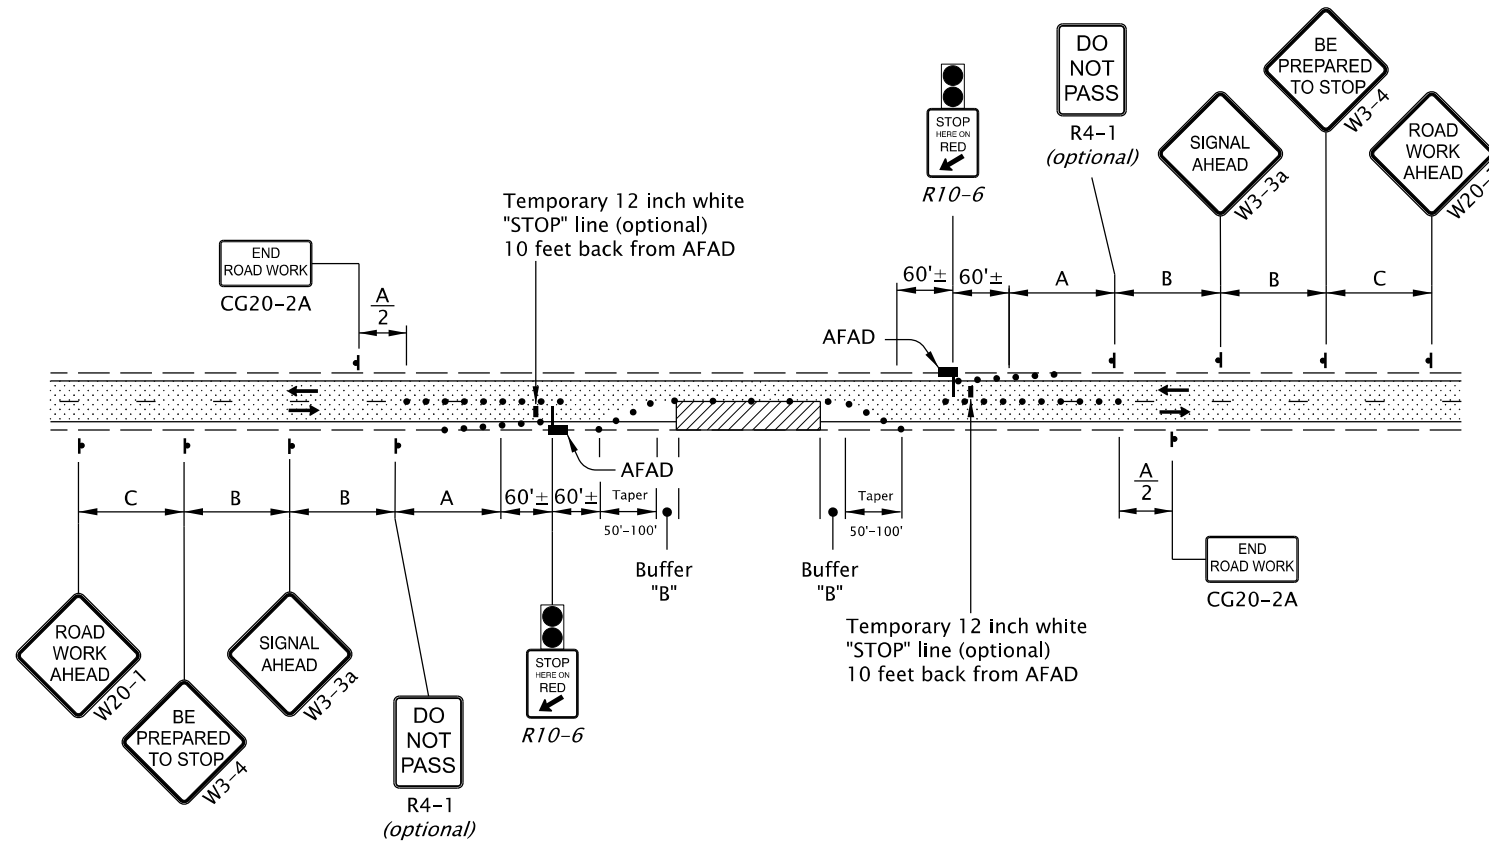 DO
NOT
PASS
R4-1
(optional)
BE
PREPARED
TO STOP
W3-4
STOP
HERE ON
RED
R10-6
SIGNAL
AHEAD
W3-3a
ROAD
WORK
AHEAD
Temporary 12 inch white
"STOP" line (optional)
10 feet back from AFAD
END
ROAD WORK
CG20-2A
A
2
60'±
60'±
A
B
B
C
AFAD
AFAD
C
B
B
A
60'±
60'±
Taper
50'-100'
Taper
50'-100'
A
2
Buffer
"B"
Buffer
"B"
END
ROAD WORK
CG20-2A
ROAD
WORK
AHEAD
W20-1
BE
PREPARED
TO STOP
W3-4
SIGNAL
AHEAD
W3-3a
DO
NOT
PASS
R4-1
(optional)
STOP
HERE ON
RED
R10-6
Temporary 12 inch white
"STOP" line (optional)
10 feet back from AFAD